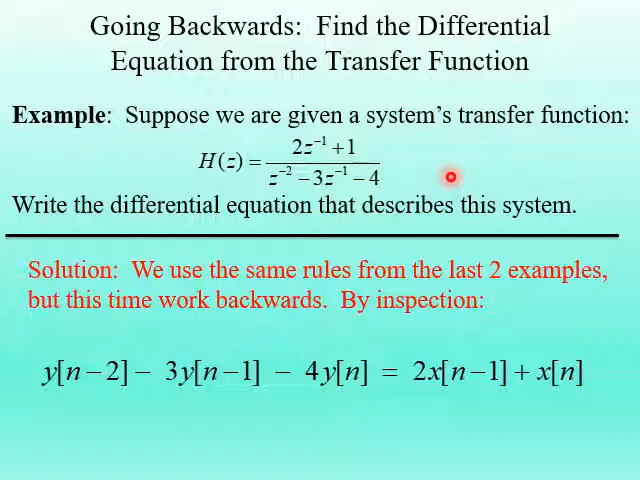 Going Backwards: Find the Differential
Equation from the Transfer Function
Example: Suppose we are given a system's transfer function:
H(z) = (2z⁻¹ + 1) / (z⁻² − 3z⁻¹ − 4)
Write the differential equation that describes this system.
Solution: We use the same rules from the last 2 examples,
but this time work backwards. By inspection:
y[n − 2] − 3y[n − 1] − 4y[n] = 2x[n − 1] + x[n]